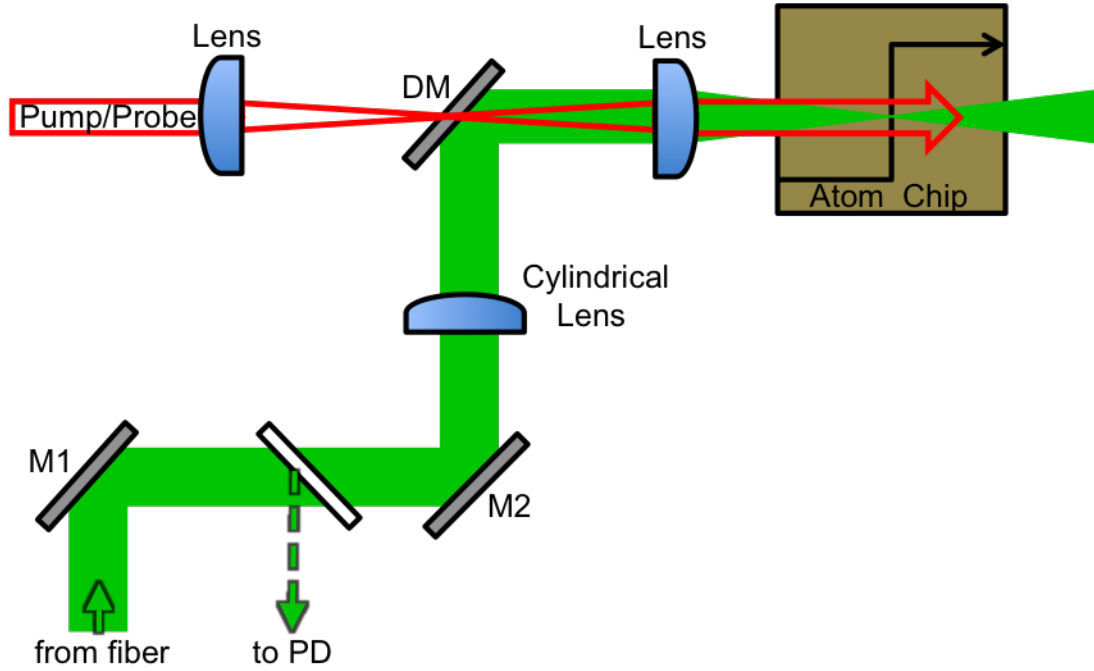 Lens
Lens
DM
Pump/Probe
Atom Chip
Cylindrical
Lens
M1
M2
from fiber
to PD